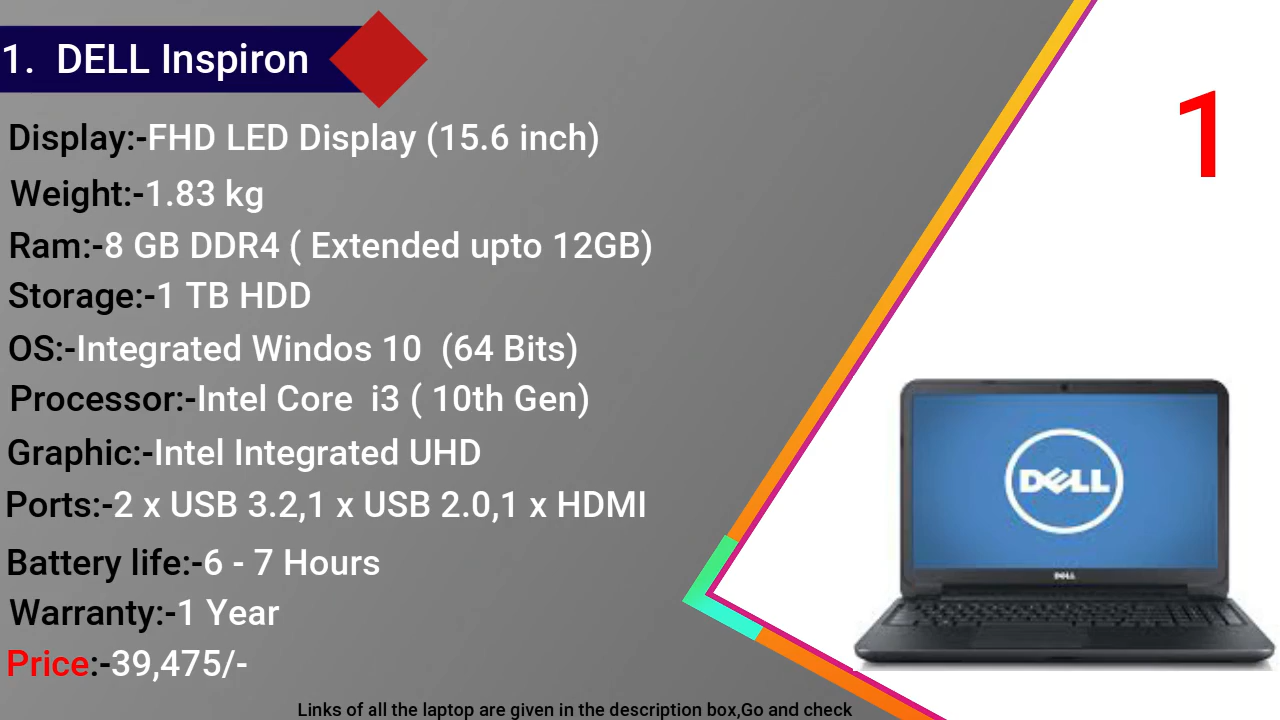 1. DELL Inspiron
1
Display:-FHD LED Display (15.6 inch)
Weight:-1.83 kg
Ram:-8 GB DDR4 ( Extended upto 12GB)
Storage:-1 TB HDD
OS:-Integrated Windos 10 (64 Bits)
Processor:-Intel Core i3 ( 10th Gen)
Graphic:-Intel Integrated UHD
Ports:-2 x USB 3.2,1 x USB 2.0,1 x HDMI
Battery life:-6 - 7 Hours
Warranty:-1 Year
Price:-39,475/-
DELL
DELL
Links of all the laptop are given in the description box,Go and check